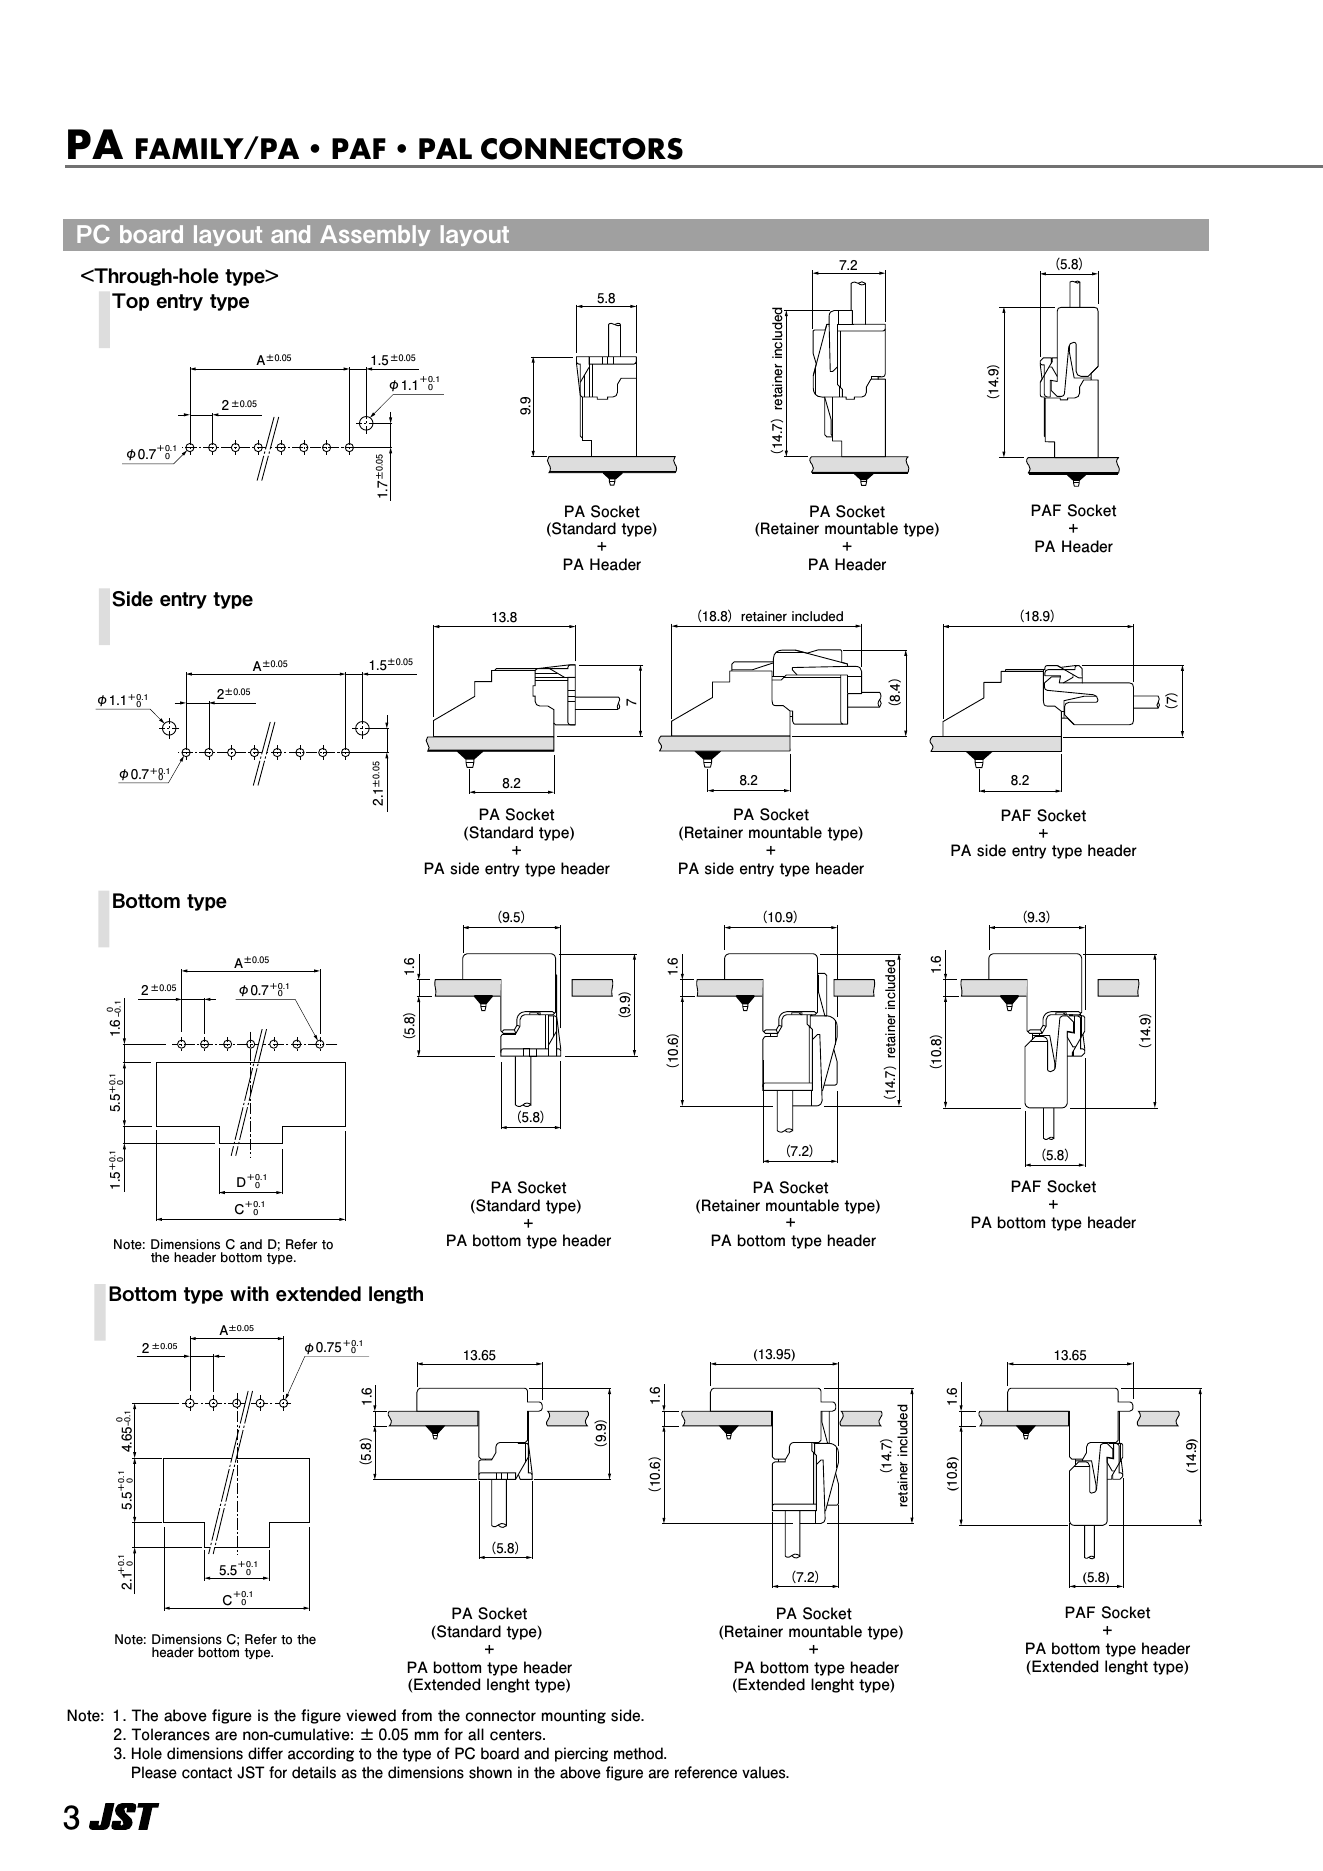 PA FAMILY/PA • PAF • PAL CONNECTORS
PC board layout and Assembly layout
<Through-hole type>
Top entry type
A±0.05
1.5±0.05
φ1.1+0.1 0
2±0.05
φ0.7+0.1 0
1.7±0.05
5.8
9.9
PA Socket
(Standard type)
+
PA Header
7.2
(14.7) retainer included
PA Socket
(Retainer mountable type)
+
PA Header
(5.8)
(14.9)
PAF Socket
+
PA Header
Side entry type
A±0.05
1.5±0.05
φ1.1+0.1 0
2±0.05
φ0.7+0.1 0
2.1±0.05
13.8
7
8.2
PA Socket
(Standard type)
+
PA side entry type header
(18.8) retainer included
(8.4)
8.2
PA Socket
(Retainer mountable type)
+
PA side entry type header
(18.9)
(7)
8.2
PAF Socket
+
PA side entry type header
Bottom type
A±0.05
2±0.05
φ0.7+0.1 0
1.6 0 -0.1
5.5+0.1 0
1.5+0.1 0
D+0.1 0
C+0.1 0
Note: Dimensions C and D; Refer to
the header bottom type.
(9.5)
1.6
(5.8)
(9.9)
(5.8)
PA Socket
(Standard type)
+
PA bottom type header
(10.9)
1.6
(10.6)
(14.7) retainer included
(7.2)
PA Socket
(Retainer mountable type)
+
PA bottom type header
(9.3)
1.6
(10.8)
(14.9)
(5.8)
PAF Socket
+
PA bottom type header
Bottom type with extended length
A±0.05
2±0.05
φ0.75+0.1 0
4.65 0 -0.1
5.5+0.1 0
2.1+0.1 0
5.5+0.1 0
C+0.1 0
Note: Dimensions C; Refer to the
header bottom type.
13.65
1.6
(5.8)
(9.9)
(5.8)
PA Socket
(Standard type)
+
PA bottom type header
(Extended lenght type)
(13.95)
1.6
(10.6)
(14.7)
retainer included
(7.2)
PA Socket
(Retainer mountable type)
+
PA bottom type header
(Extended lenght type)
13.65
1.6
(10.8)
(14.9)
(5.8)
PAF Socket
+
PA bottom type header
(Extended lenght type)
Note: 1. The above figure is the figure viewed from the connector mounting side.
2. Tolerances are non-cumulative: ± 0.05 mm for all centers.
3. Hole dimensions differ according to the type of PC board and piercing method.
Please contact JST for details as the dimensions shown in the above figure are reference values.
3 JST